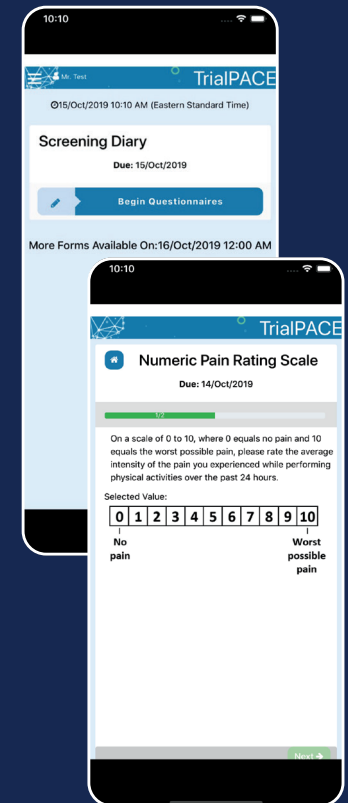 10:10
Mr. Test
TrialPACE
15/Oct/2019 10:10 AM (Eastern Standard Time)
Screening Diary
Due: 15/Oct/2019
Begin Questionnaires
More Forms Available On:16/Oct/2019 12:00 AM
10:10
TrialPACE
Numeric Pain Rating Scale
Due: 14/Oct/2019
1/2
On a scale of 0 to 10, where 0 equals no pain and 10
equals the worst possible pain, please rate the average
intensity of the pain you experienced while performing
physical activities over the past 24 hours.
Selected Value:
0 1 2 3 4 5 6 7 8 9 10
No
pain
Worst
possible
pain
Next